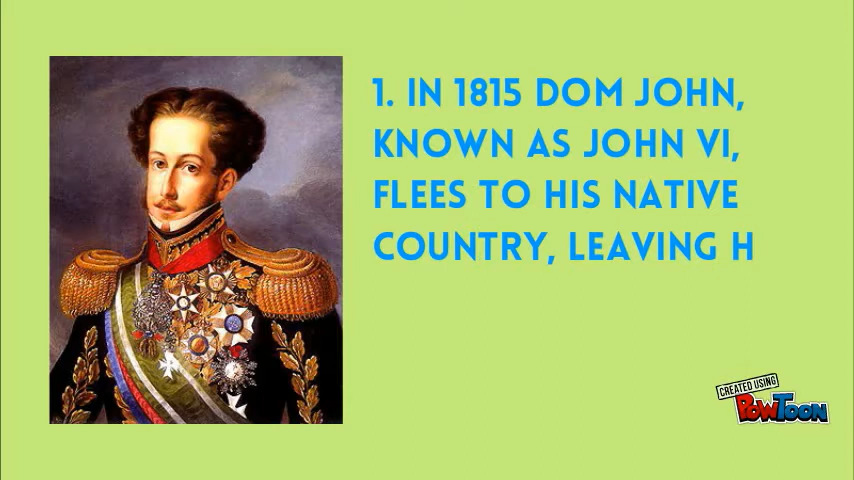 1. IN 1815 DOM JOHN,
KNOWN AS JOHN VI,
FLEES TO HIS NATIVE
COUNTRY, LEAVING H
CREATED USING
POWTOON